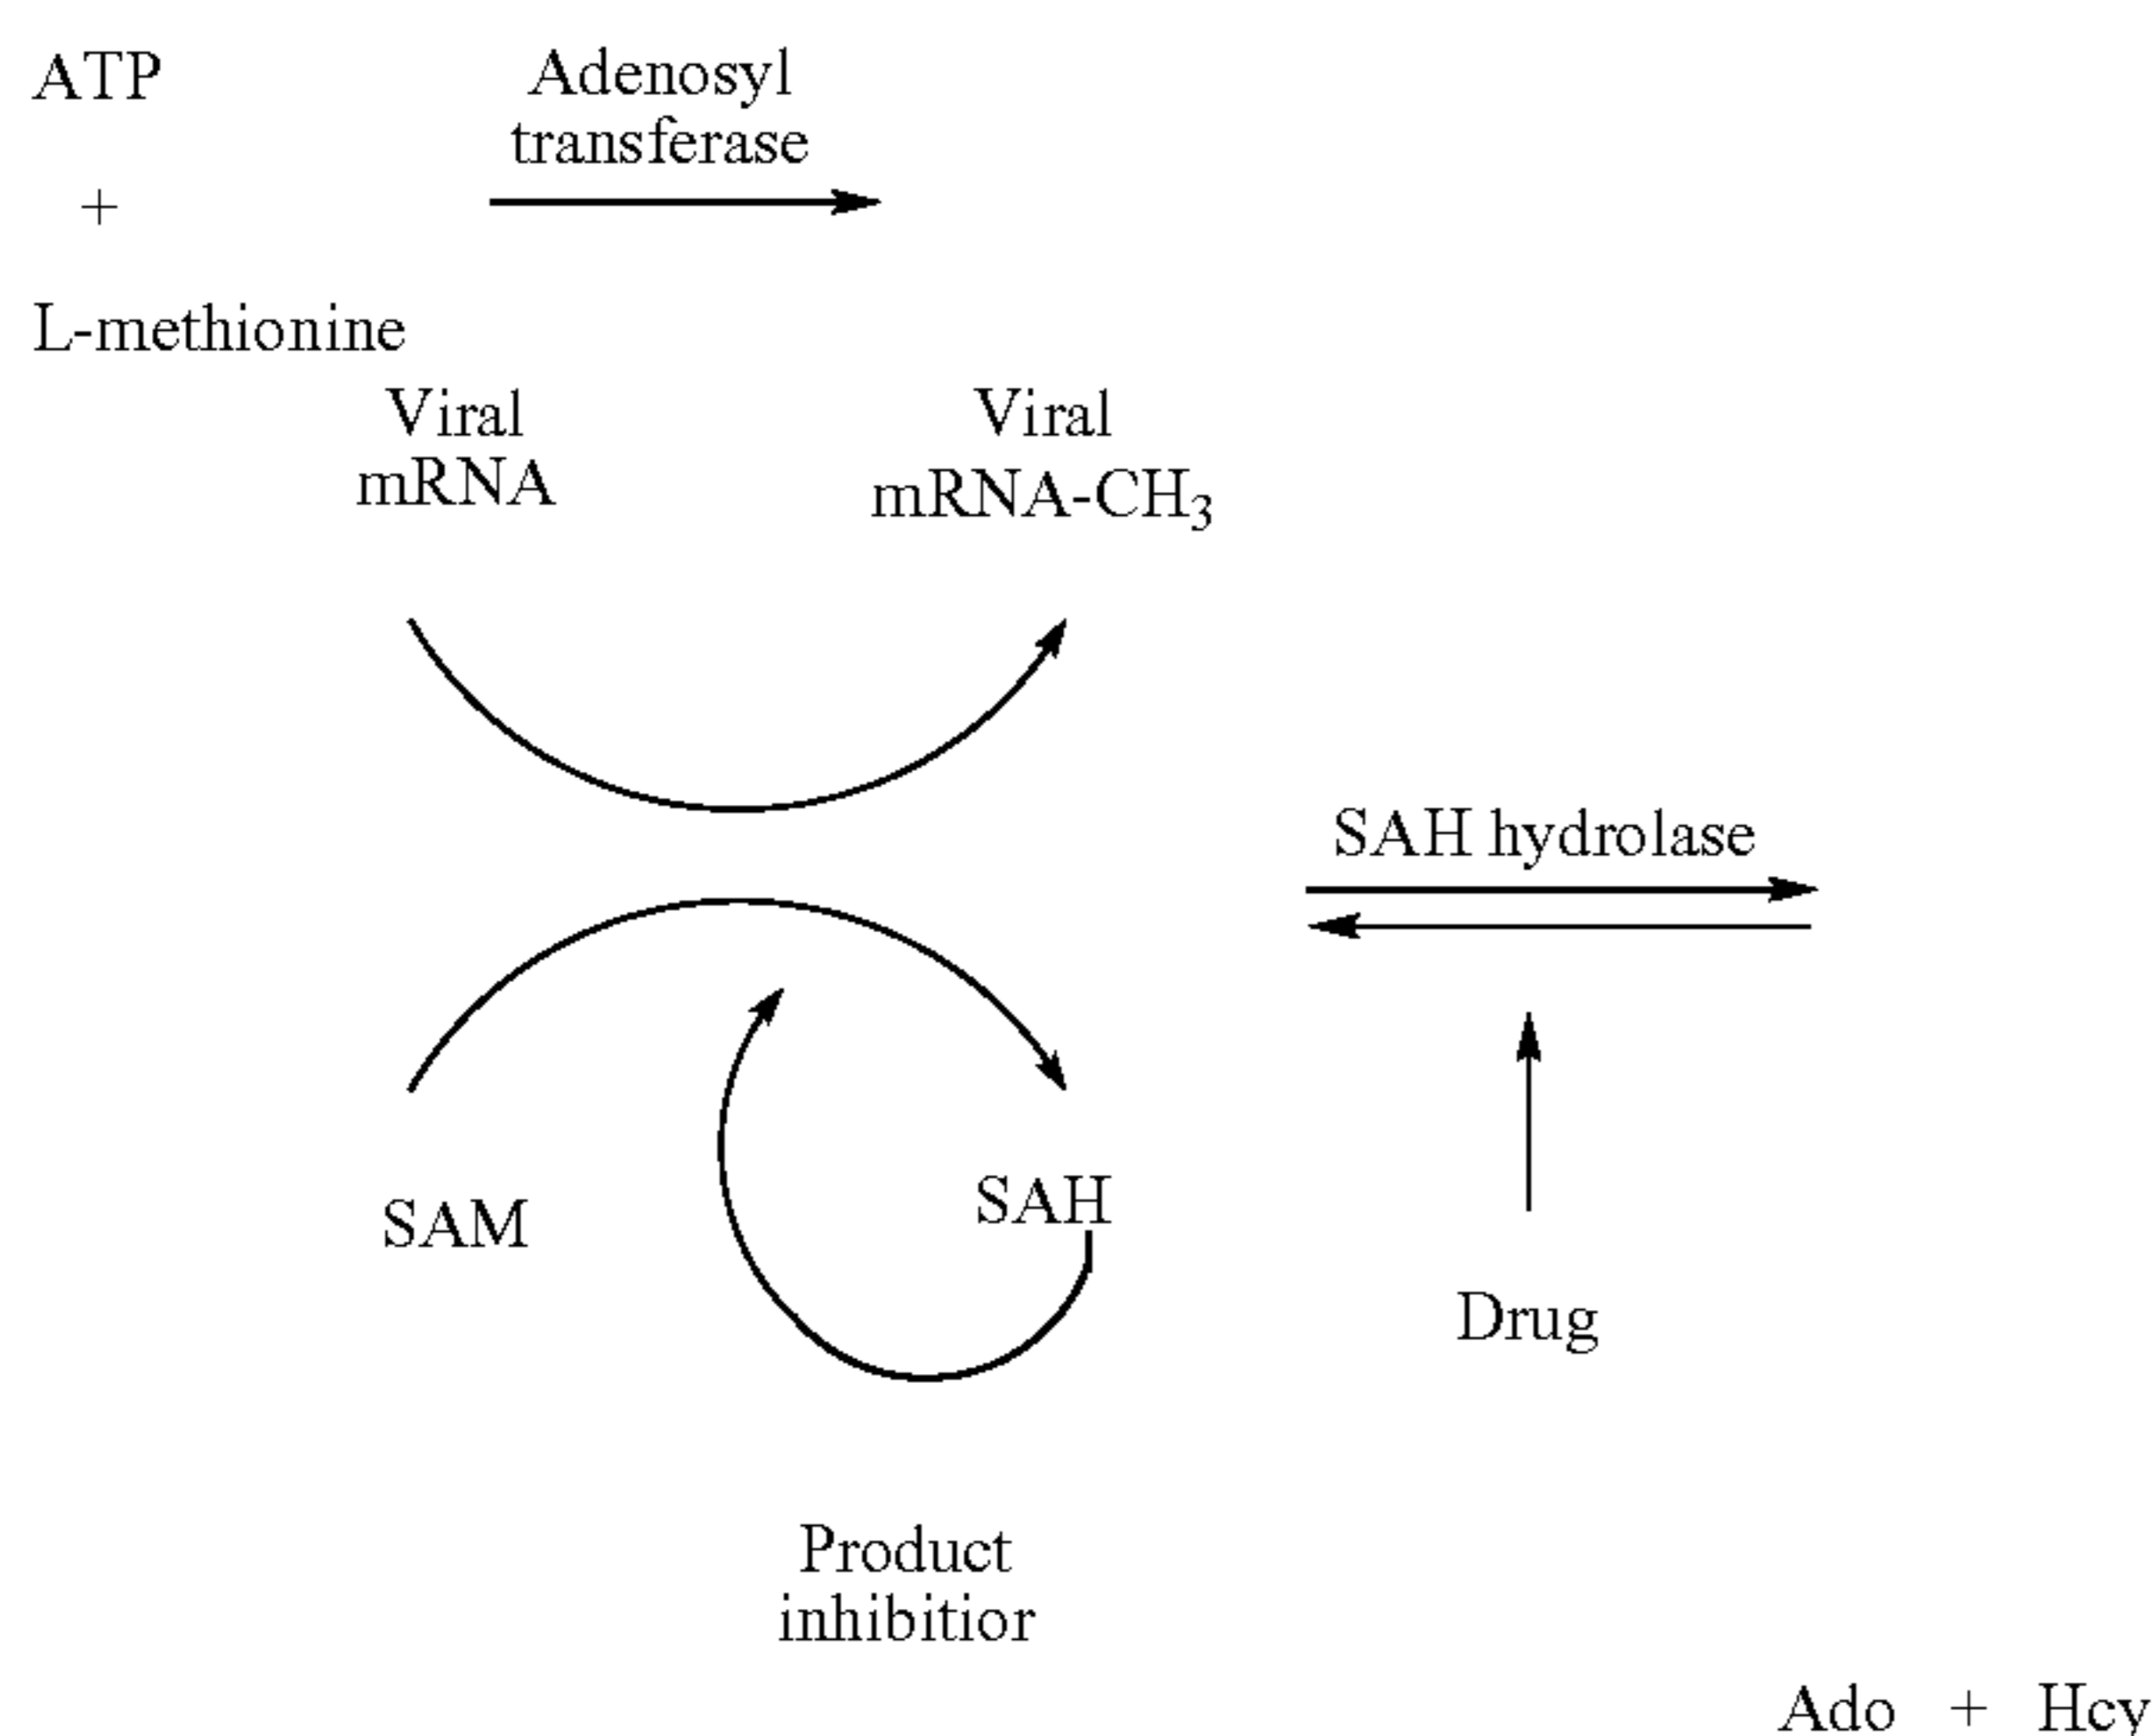 ATP
Adenosyl
transferase
+
L-methionine
Viral
mRNA
Viral
mRNA-CH₃
SAH hydrolase
SAM
SAH
Drug
Product
inhibitior
Ado + Hcy